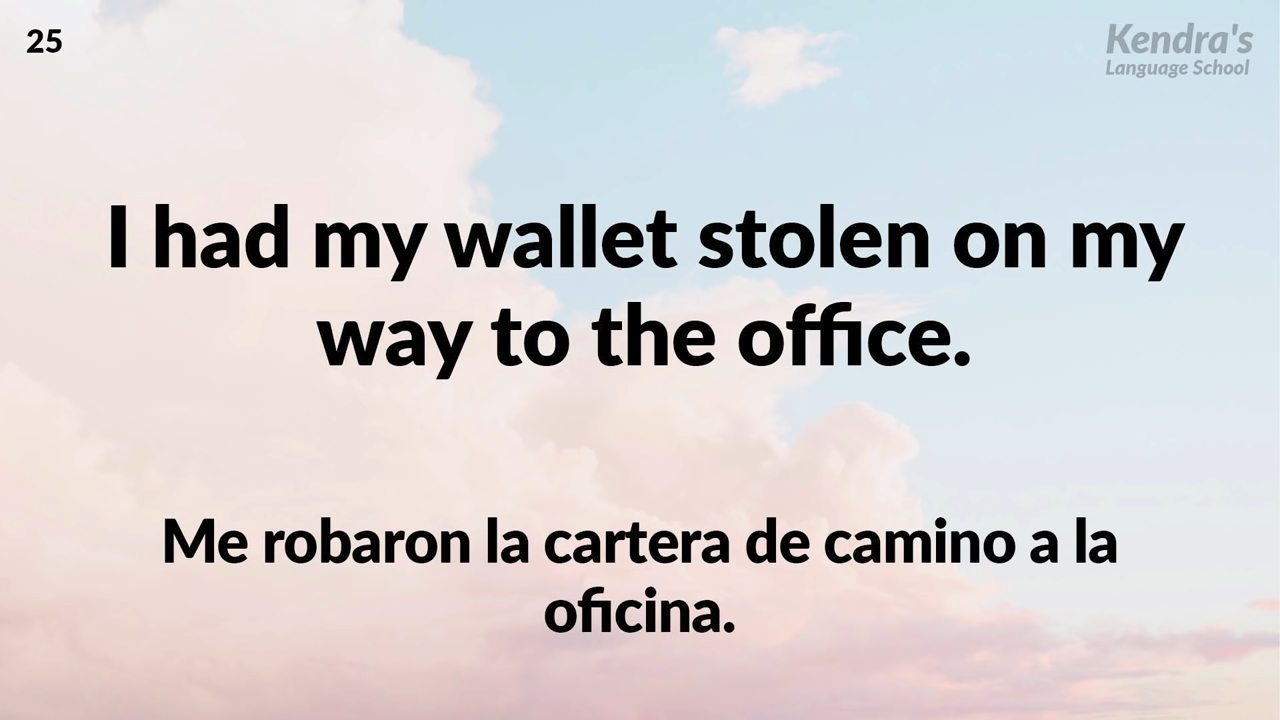 25
Kendra's
Language School
I had my wallet stolen on my
way to the office.
Me robaron la cartera de camino a la
oficina.